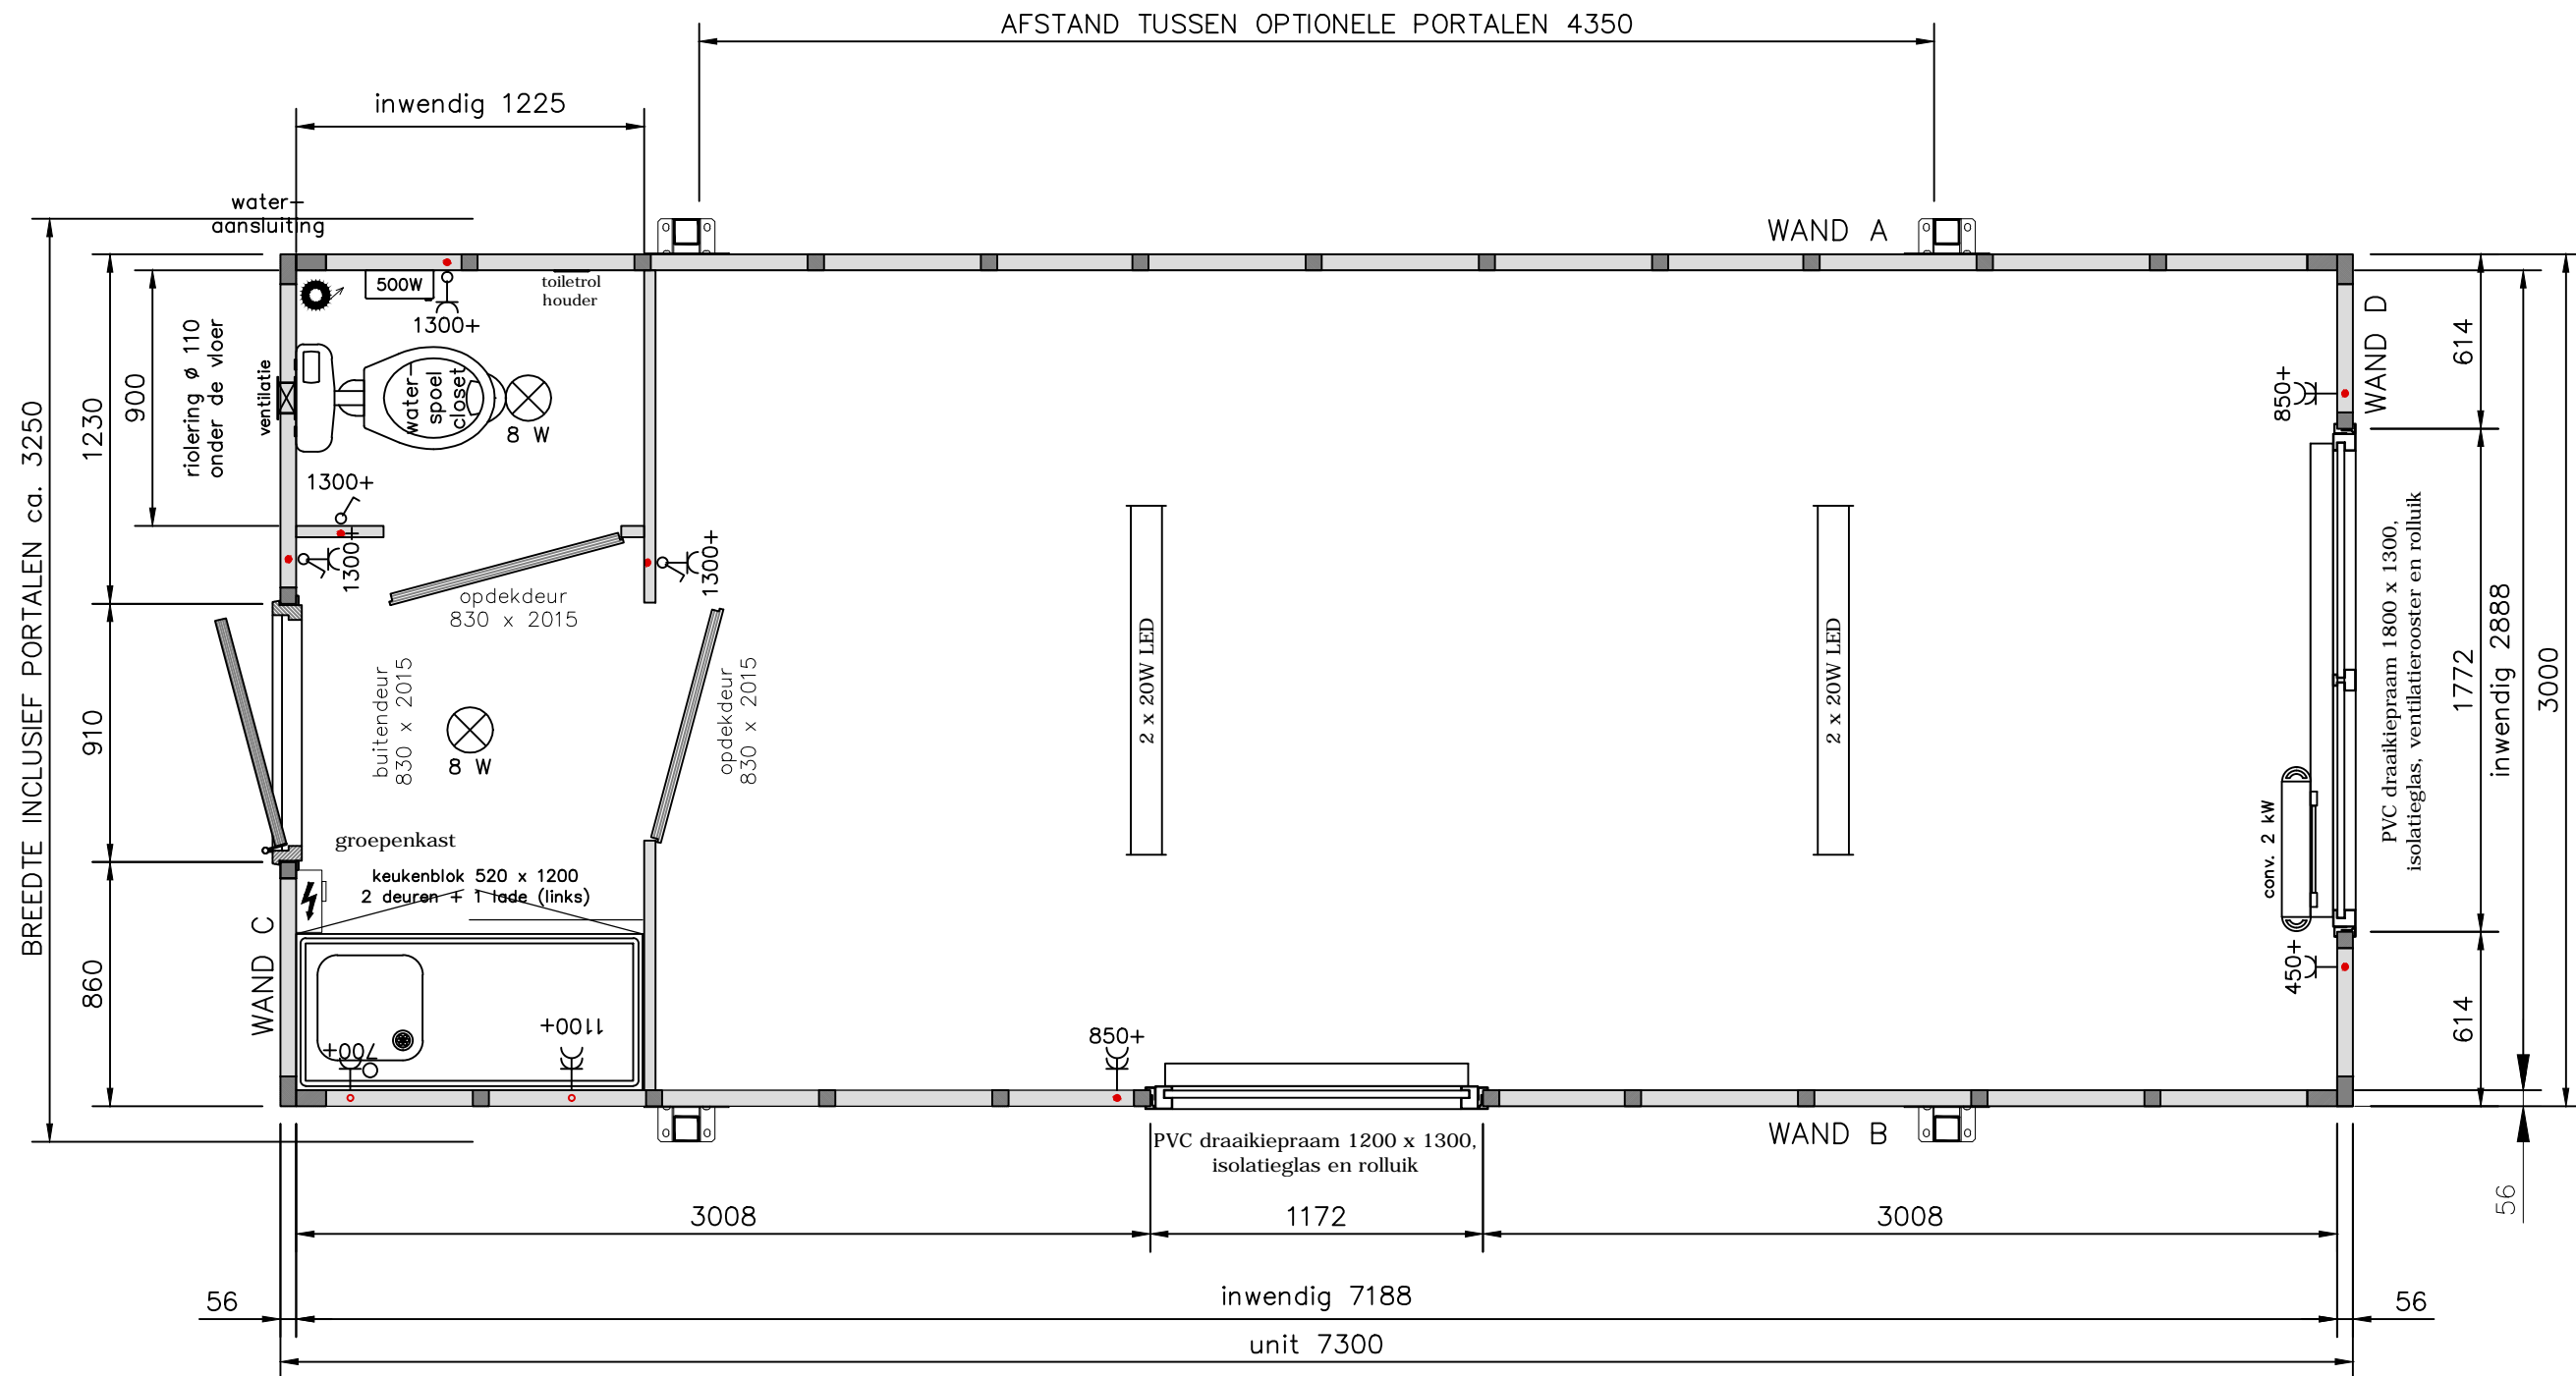 AFSTAND TUSSEN OPTIONELE PORTALEN 4350
inwendig 1225
water-
aansluiting
WAND A
500W
toiletrol
houder
1300+
riolering ø 110
onder de vloer
ventilatie
water-
spoel
closet
8 W
900
1230
BREEDTE INCLUSIEF PORTALEN ca. 3250
1300+
1300+
1300+
opdekdeur
830 x 2015
buitendeur
830 x 2015
opdekdeur
830 x 2015
8 W
910
groepenkast
keukenblok 520 x 1200
2 deuren + 1 lade (links)
WAND C
860
700+
1100+
850+
2 x 20W LED
2 x 20W LED
850+
WAND D
614
PVC draaikiepraam 1800 x 1300,
isolatieglas, ventilatierooster en rolluik
1772
inwendig 2888
3000
conv. 2 kW
450+
614
56
PVC draaikiepraam 1200 x 1300,
isolatieglas en rolluik
WAND B
3008
1172
3008
56
inwendig 7188
56
unit 7300